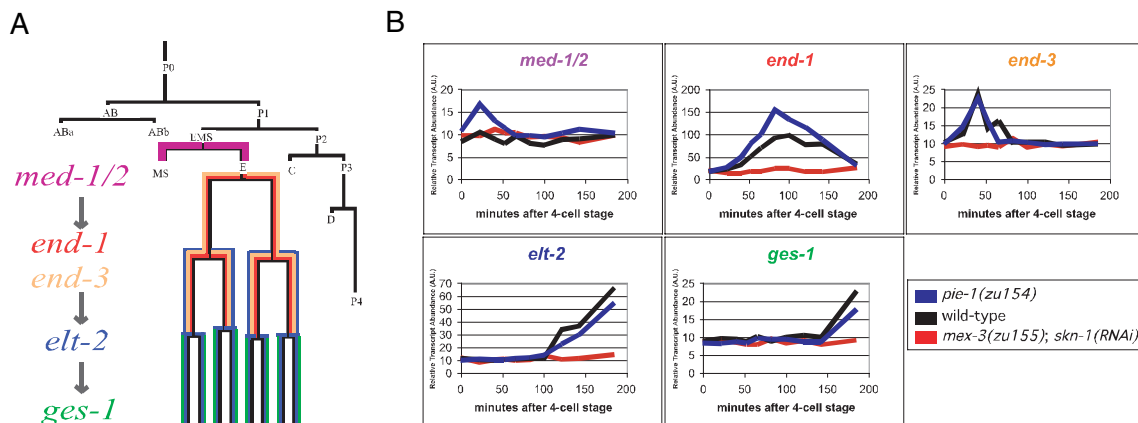 A
P0
AB
P1
ABa
ABb
EMS
P2
MS
E
C
P3
D
P4
med-1/2
end-1
end-3
elt-2
ges-1
B
med-1/2
Relative Transcript Abundance (A.U.)
20
15
10
5
0
0 50 100 150 200
minutes after 4-cell stage
end-1
Relative Transcript Abundance (A.U.)
200
150
100
50
0
0 50 100 150 200
minutes after 4-cell stage
end-3
Relative Transcript Abundance (A.U.)
25
20
15
10
5
0
0 50 100 150 200
minutes after 4-cell stage
elt-2
Relative Transcript Abundance (A.U.)
70
60
50
40
30
20
10
0
0 50 100 150 200
minutes after 4-cell stage
ges-1
Relative Transcript Abundance (A.U.)
25
20
15
10
5
0
0 50 100 150 200
minutes after 4-cell stage
pie-1(zu154)
wild-type
mex-3(zu155); skn-1(RNAi)